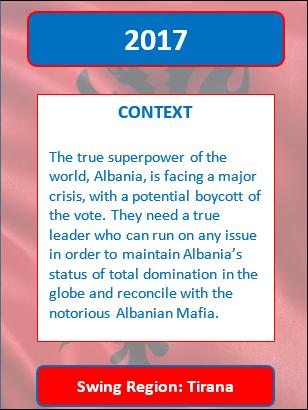 2017
CONTEXT
The true superpower of the
world, Albania, is facing a major
crisis, with a potential boycott of
the vote. They need a true
leader who can run on any issue
in order to maintain Albania's
status of total domination in the
globe and reconcile with the
notorious Albanian Mafia.
Swing Region: Tirana